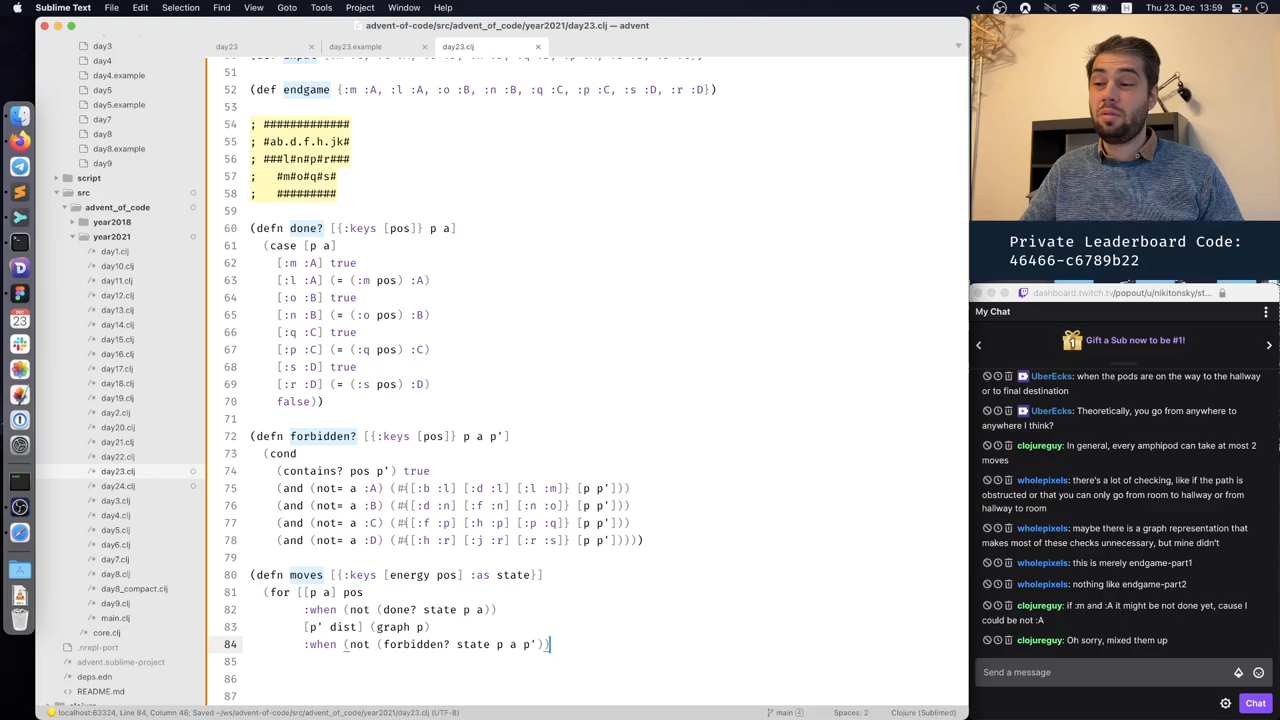 Sublime Text File Edit Selection Find View Goto Tools Project Window Help
Thu 23. Dec 13:59
advent-of-code/src/advent_of_code/year2021/day23.clj — advent
day23
day23.example
day23.clj
day3
day4
day4.example
day5
day5.example
day7
day8
day8.example
day9
script
src
advent_of_code
year2018
year2021
day1.clj
day10.clj
day11.clj
day12.clj
day13.clj
day14.clj
day15.clj
day16.clj
day17.clj
day18.clj
day19.clj
day2.clj
day20.clj
day21.clj
day22.clj
day23.clj
day24.clj
day3.clj
day4.clj
day5.clj
day6.clj
day7.clj
day8.clj
day8_compact.clj
day9.clj
main.clj
core.clj
.nrepl-port
advent.sublime-project
deps.edn
README.md
51
52 (def endgame {:m :A, :l :A, :o :B, :n :B, :q :C, :p :C, :s :D, :r :D})
53
54 ; #############
55 ; #ab.d.f.h.jk#
56 ; ###l#n#p#r###
57 ;   #m#o#q#s#
58 ;   #########
59
60 (defn done? [{:keys [pos]} p a]
61   (case [p a]
62     [:m :A] true
63     [:l :A] (= (:m pos) :A)
64     [:o :B] true
65     [:n :B] (= (:o pos) :B)
66     [:q :C] true
67     [:p :C] (= (:q pos) :C)
68     [:s :D] true
69     [:r :D] (= (:s pos) :D)
70     false))
71
72 (defn forbidden? [{:keys [pos]} p a p']
73   (cond
74     (contains? pos p') true
75     (and (not= a :A) (#{[:b :l] [:d :l] [:l :m]} [p p']))
76     (and (not= a :B) (#{[:d :n] [:f :n] [:n :o]} [p p']))
77     (and (not= a :C) (#{[:f :p] [:h :p] [:p :q]} [p p']))
78     (and (not= a :D) (#{[:h :r] [:j :r] [:r :s]} [p p']))))
79
80 (defn moves [{:keys [energy pos] :as state}]
81   (for [[p a] pos
82         :when (not (done? state p a))
83         [p' dist] (graph p)
84         :when (not (forbidden? state p a p'))
85
86
87
localhost:63324, Line 84, Column 46; Saved ~/ws/advent-of-code/src/advent_of_code/year2021/day23.clj (UTF-8)
main 4
Spaces: 2
Clojure (Sublimed)
DEC
23
Private Leaderboard Code:
46466-c6789b22
dashboard.twitch.tv/popout/u/nikitonsky/st...
My Chat
1
Gift a Sub now to be #1!
UberEcks: when the pods are on the way to the hallway
or to final destination
UberEcks: Theoretically, you go from anywhere to
anywhere I think?
clojureguy: In general, every amphipod can take at most 2
moves
wholepixels: there's a lot of checking, like if the path is
obstructed or that you can only go from room to hallway or from
hallway to room
wholepixels: maybe there is a graph representation that
makes most of these checks unnecessary, but mine didn't
wholepixels: this is merely endgame-part1
wholepixels: nothing like endgame-part2
clojureguy: if :m and :A it might be not done yet, cause I
could be not :A
clojureguy: Oh sorry, mixed them up
Send a message
Chat